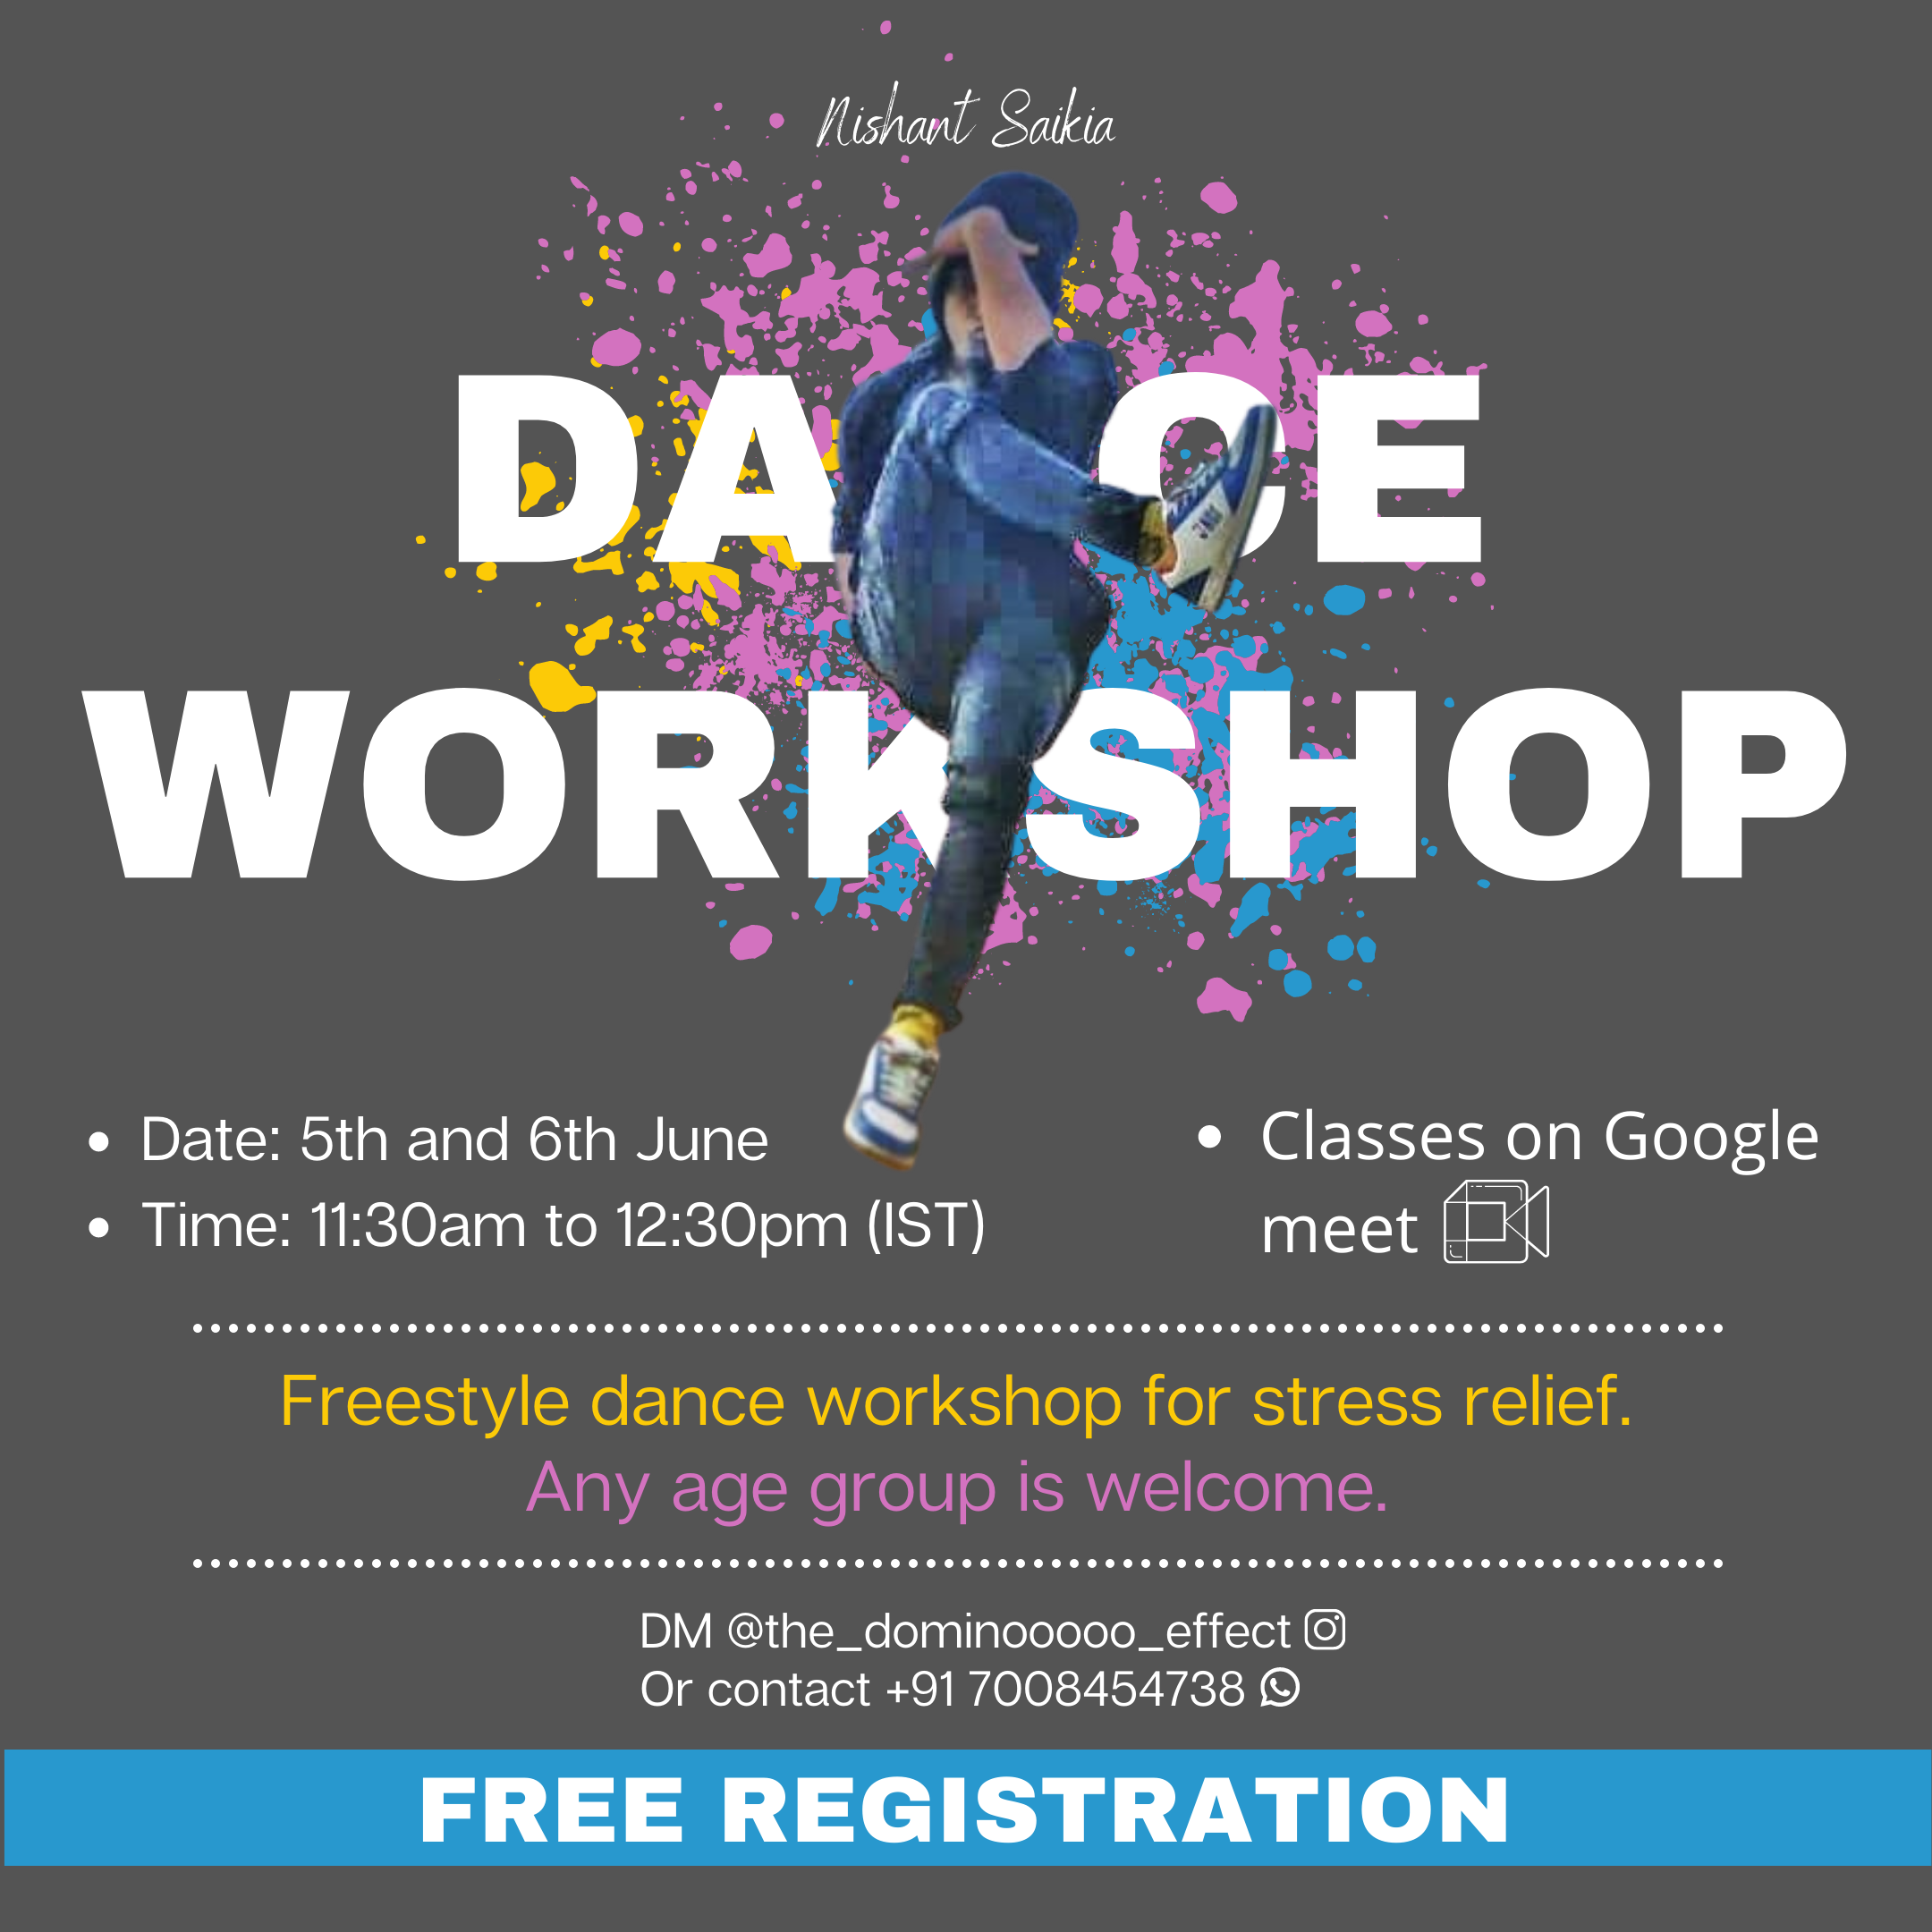 Nishant Saikia
DANCE
WORKSHOP
• Date: 5th and 6th June
• Time: 11:30am to 12:30pm (IST)
• Classes on Google
meet
Freestyle dance workshop for stress relief.
Any age group is welcome.
DM @the_dominooooo_effect
Or contact +91 7008454738
FREE REGISTRATION